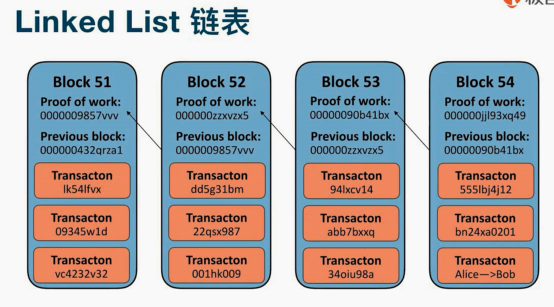 Linked List 链表
Block 51
Proof of work:
0000009857vvv
Previous block:
000000432qrza1
Transacton
lk54lfvx
Transacton
09345w1d
Transacton
vc4232v32
Block 52
Proof of work:
000000zzxvzx5
Previous block:
0000009857vvv
Transacton
dd5g31bm
Transacton
22qsx987
Transacton
001hk009
Block 53
Proof of work:
00000090b41bx
Previous block:
000000zzxvzx5
Transacton
94lxcv14
Transacton
abb7bxxq
Transacton
34oiu98a
Block 54
Proof of work:
000000jjl93xq49
Previous block:
00000090b41bx
Transacton
555lbj4j12
Transacton
bn24xa0201
Transacton
Alice—>Bob